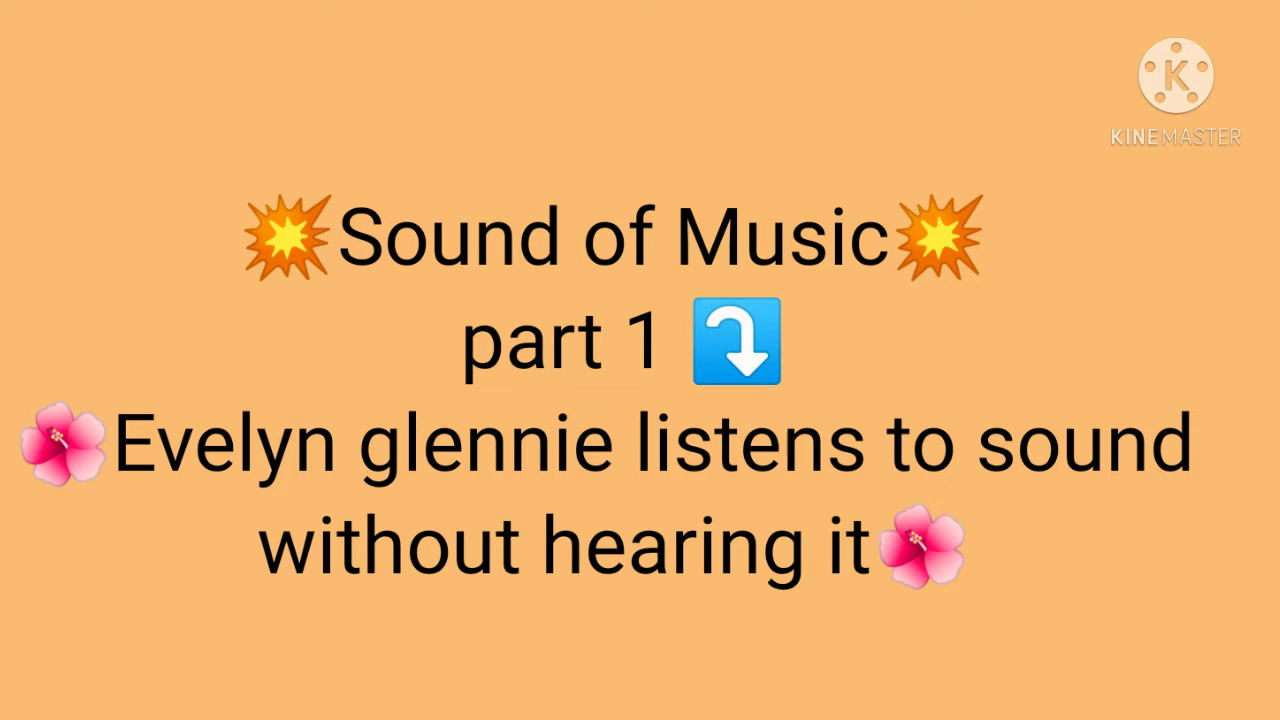 K
KINEMASTER
💥Sound of Music💥
part 1 ⤵️
🌺Evelyn glennie listens to sound
without hearing it🌺